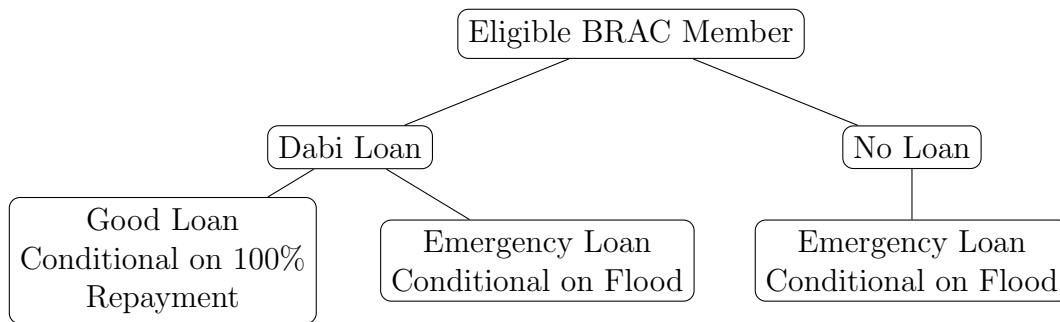 Eligible BRAC Member
Dabi Loan
No Loan
Good Loan
Conditional on 100%
Repayment
Emergency Loan
Conditional on Flood
Emergency Loan
Conditional on Flood